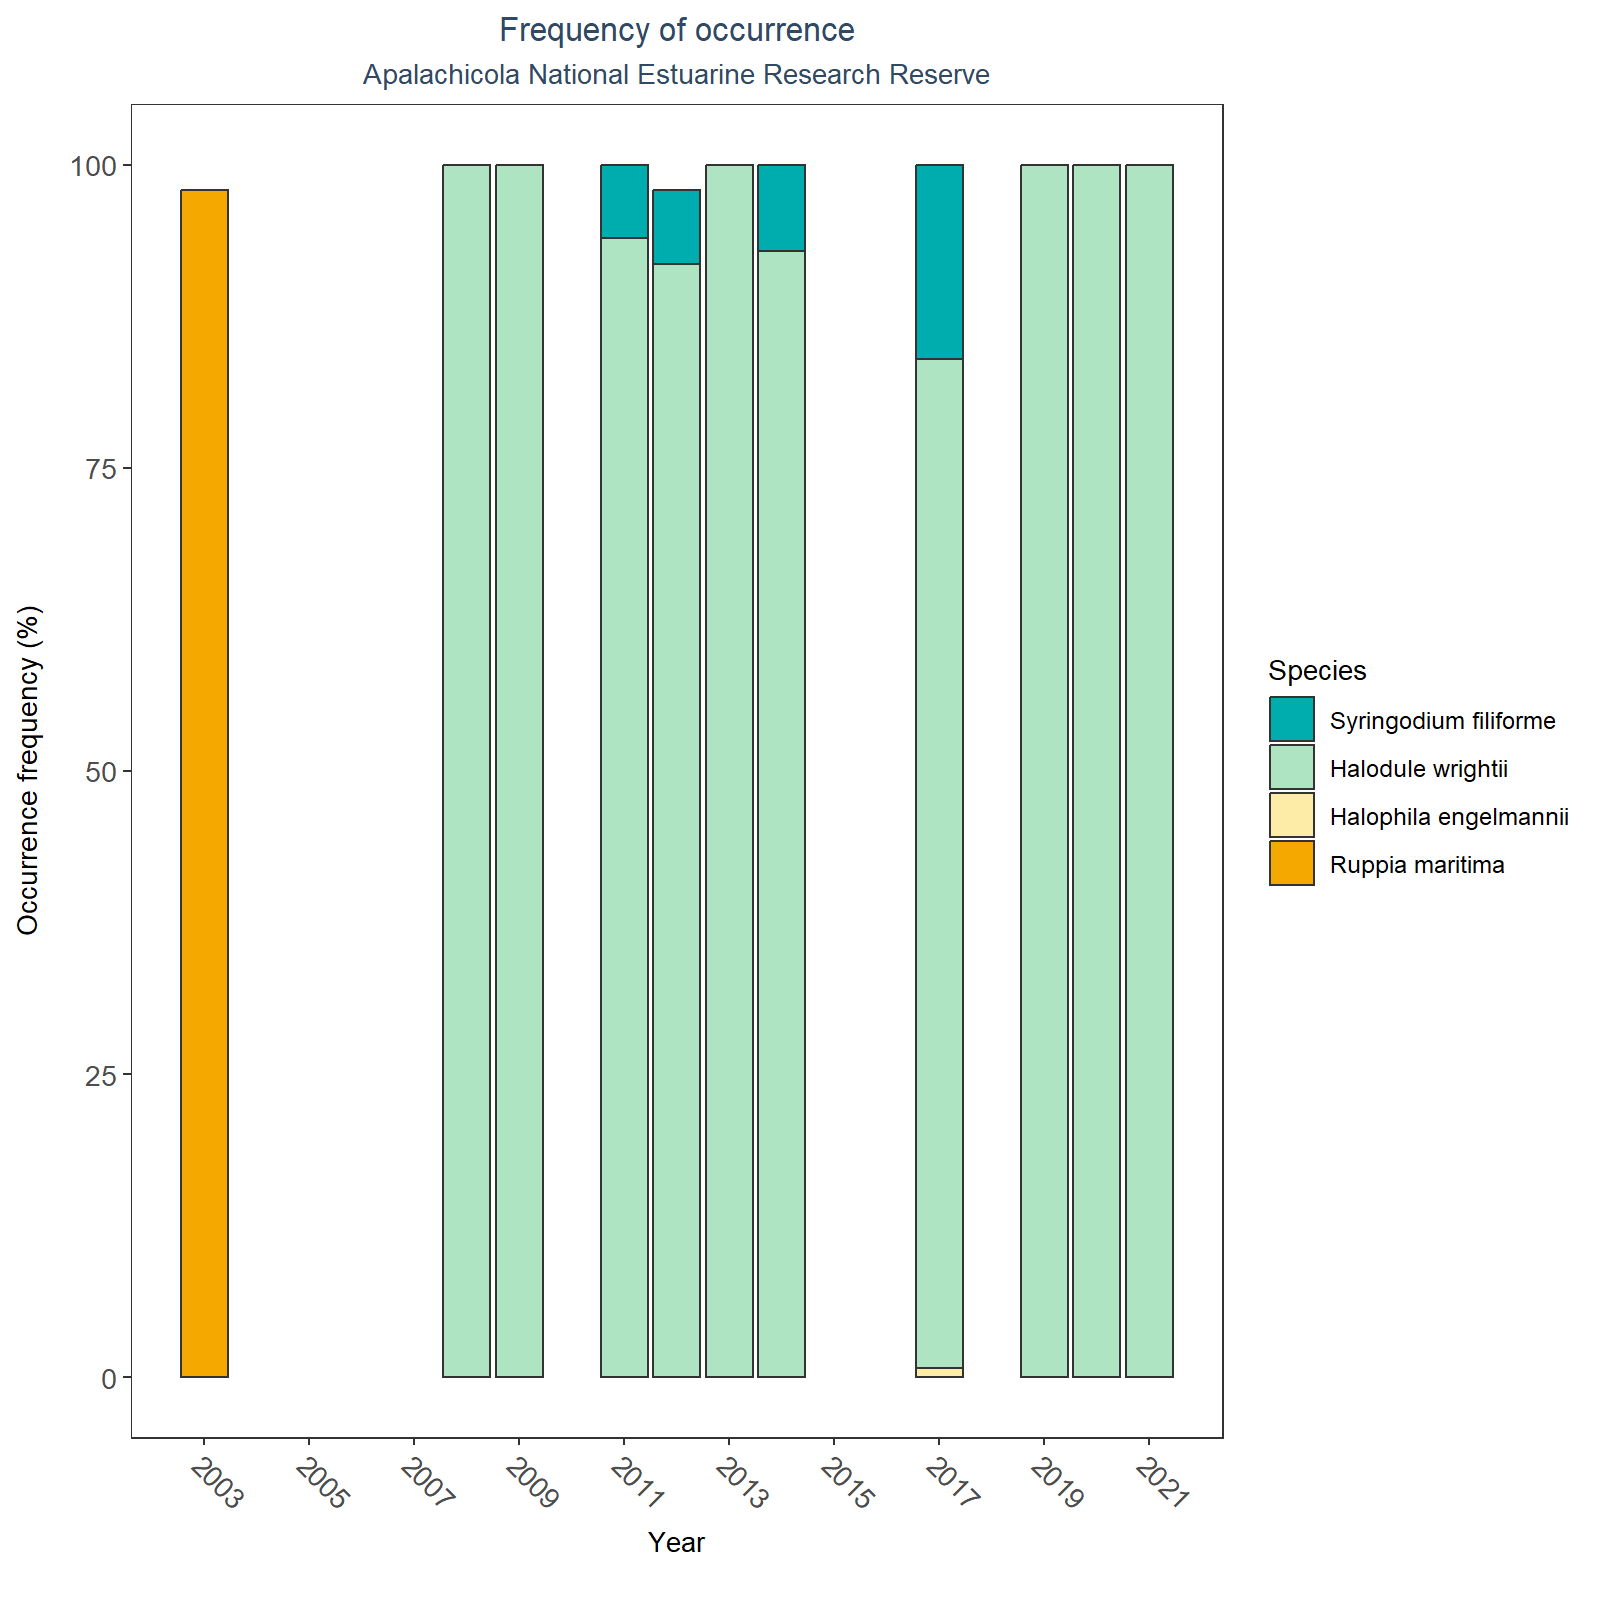 Frequency of occurrence
Apalachicola National Estuarine Research Reserve
Occurrence frequency (%)
100
75
50
25
0
2003
2005
2007
2009
2011
2013
2015
2017
2019
2021
Year
Species
Syringodium filiforme
Halodule wrightii
Halophila engelmannii
Ruppia maritima